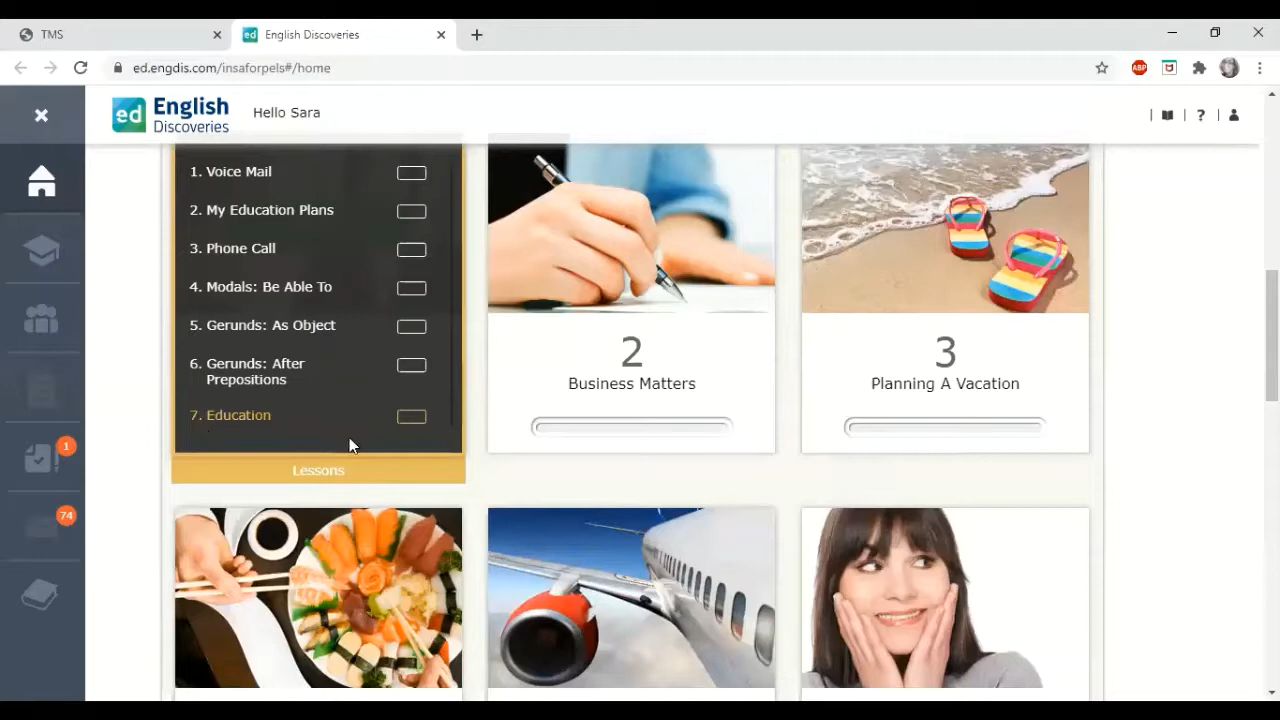 TMS
English Discoveries
ed.engdis.com/insaforpels#/home
ABP
ed English
Discoveries
Hello Sara
?
1. Voice Mail
2. My Education Plans
3. Phone Call
4. Modals: Be Able To
5. Gerunds: As Object
6. Gerunds: After
Prepositions
7. Education
Lessons
2
Business Matters
3
Planning A Vacation
1
74